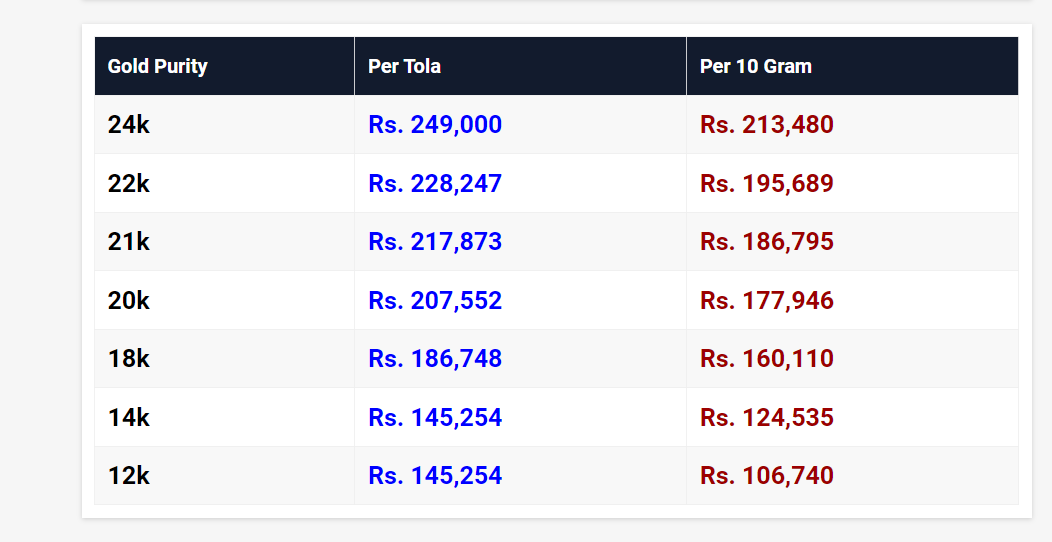 Gold Purity Per Tola Per 10 Gram
24k Rs. 249,000 Rs. 213,480
22k Rs. 228,247 Rs. 195,689
21k Rs. 217,873 Rs. 186,795
20k Rs. 207,552 Rs. 177,946
18k Rs. 186,748 Rs. 160,110
14k Rs. 145,254 Rs. 124,535
12k Rs. 145,254 Rs. 106,740